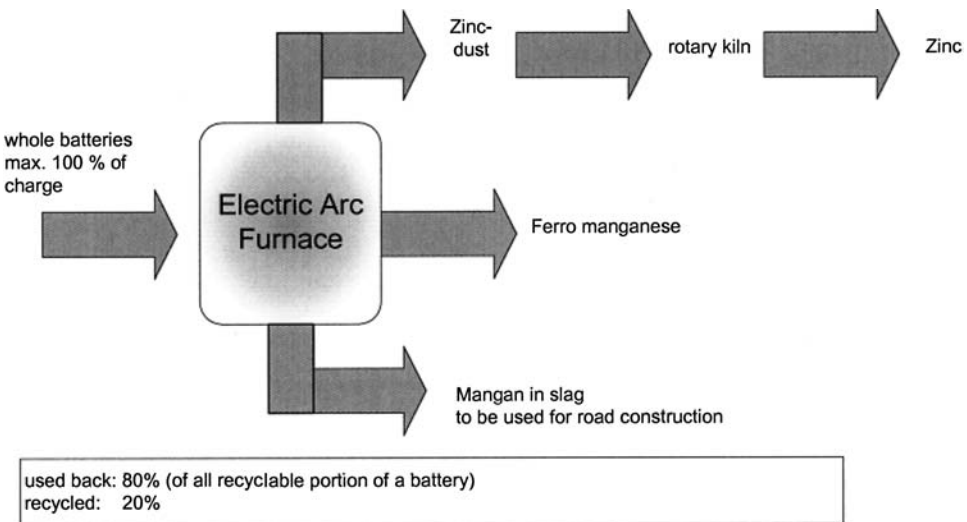 Zinc-
dust
rotary kiln
Zinc
whole batteries
max. 100 % of
charge
Electric Arc
Furnace
Ferro manganese
Mangan in slag
to be used for road construction
used back: 80% (of all recyclable portion of a battery)
recycled: 20%